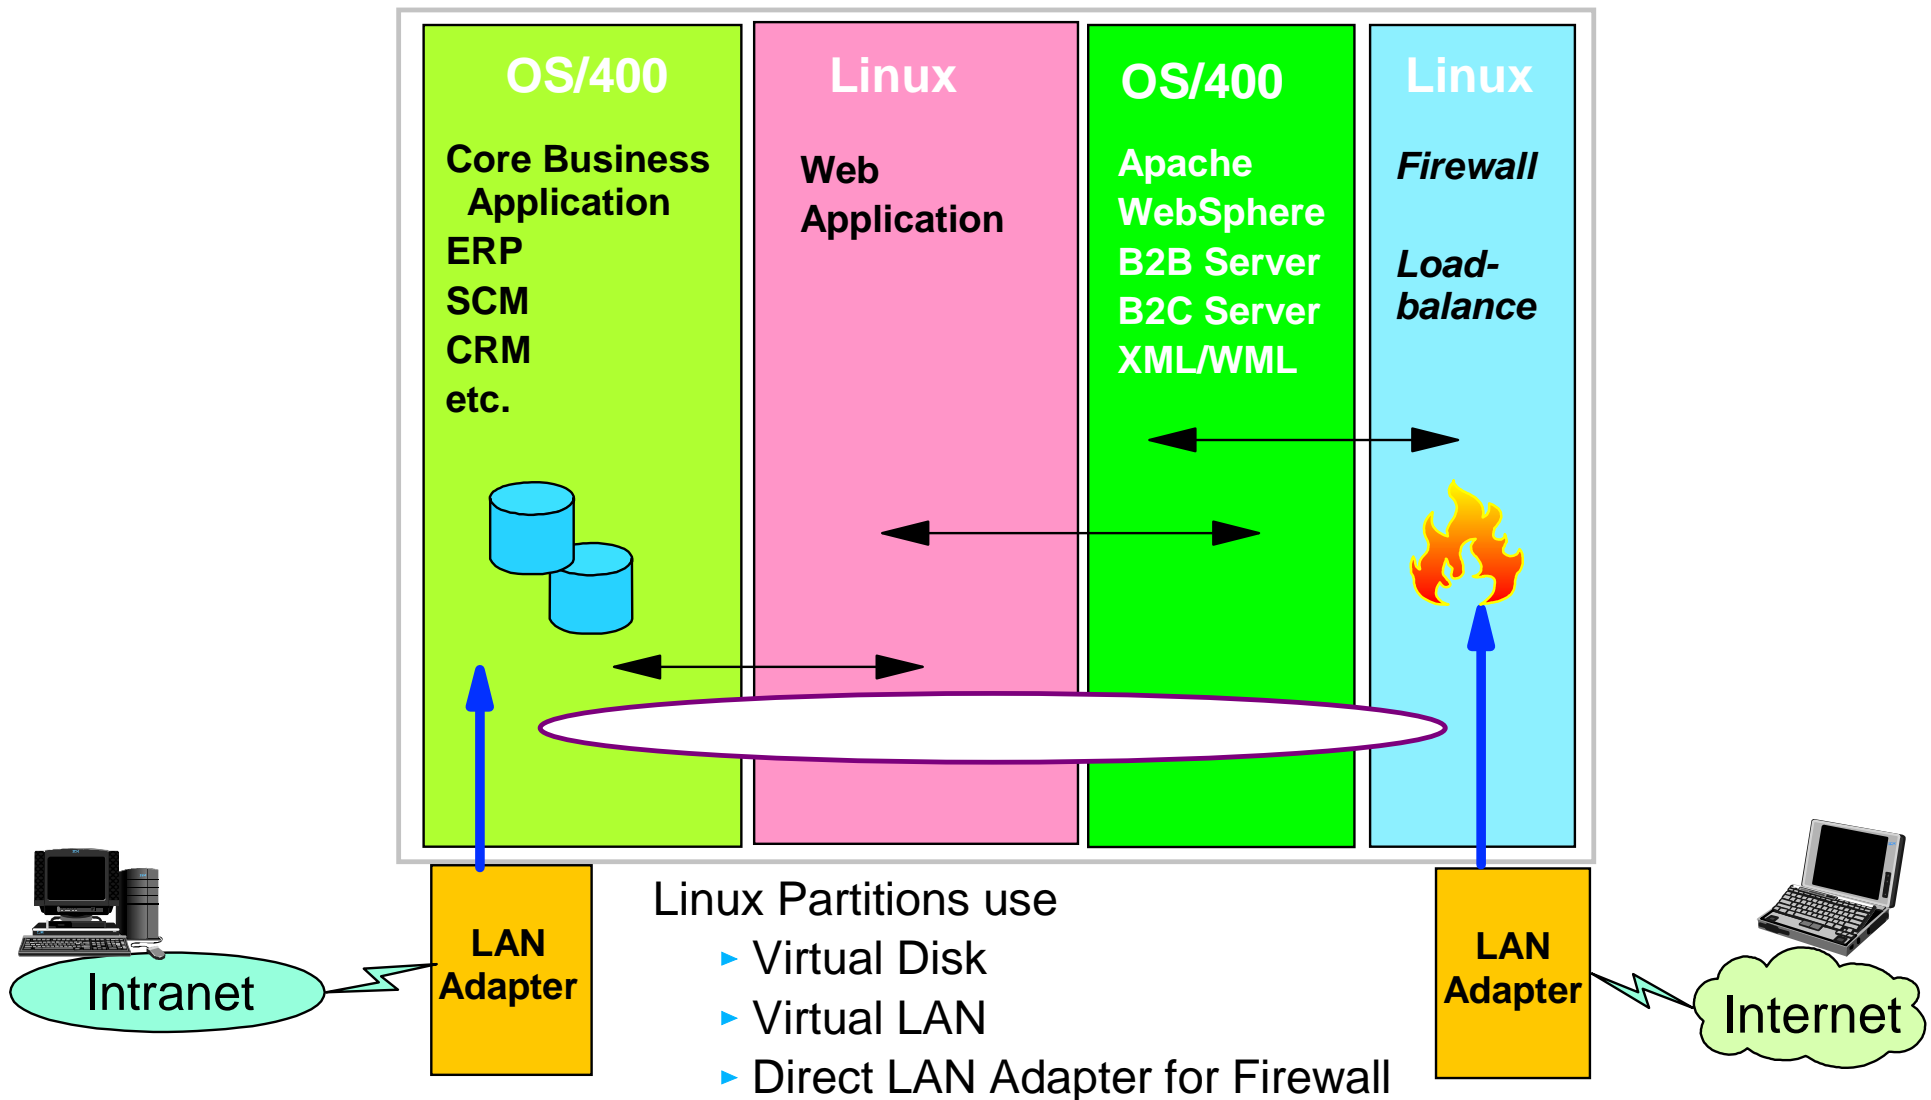 OS/400
Core Business
Application
ERP
SCM
CRM
etc.
Linux
Web
Application
OS/400
Apache
WebSphere
B2B Server
B2C Server
XML/WML
Linux
Firewall
Load-
balance
Intranet
LAN
Adapter
Linux Partitions use
► Virtual Disk
► Virtual LAN
► Direct LAN Adapter for Firewall
LAN
Adapter
Internet